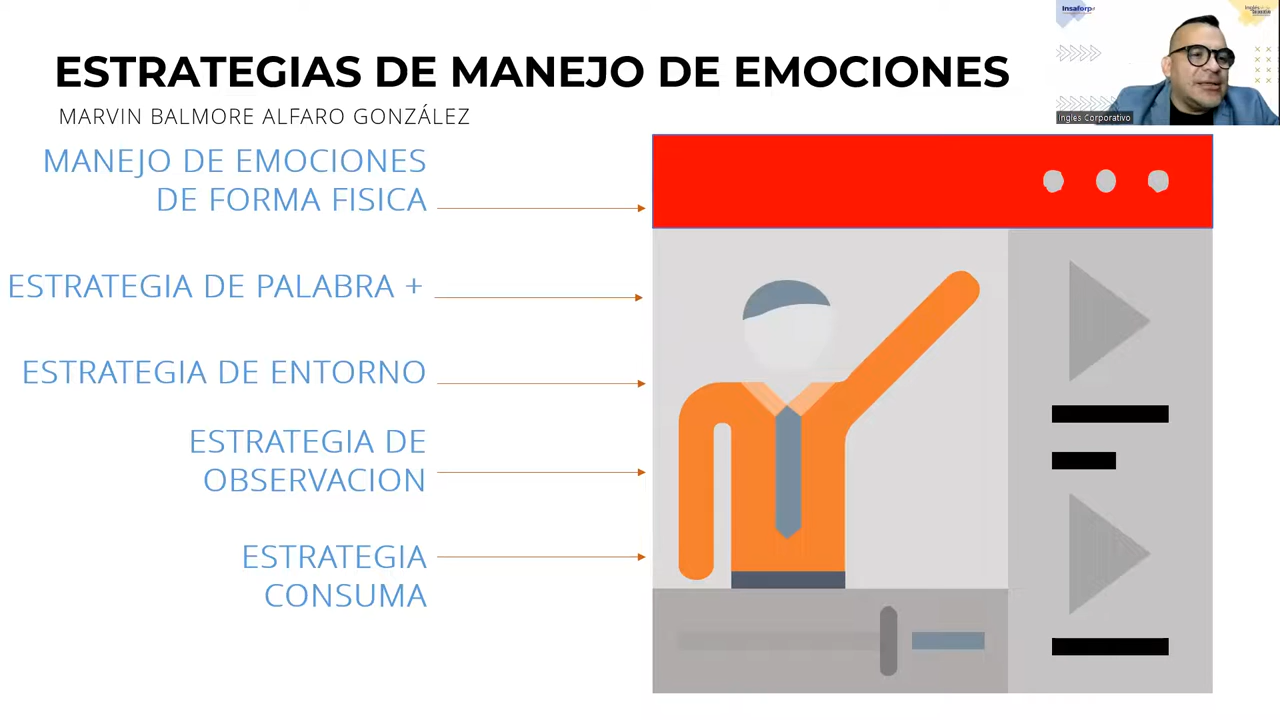 ESTRATEGIAS DE MANEJO DE EMOCIONES
MARVIN BALMORE ALFARO GONZÁLEZ
MANEJO DE EMOCIONES
DE FORMA FISICA
ESTRATEGIA DE PALABRA +
ESTRATEGIA DE ENTORNO
ESTRATEGIA DE
OBSERVACION
ESTRATEGIA
CONSUMA
Insaforp
Ingles Corporativo